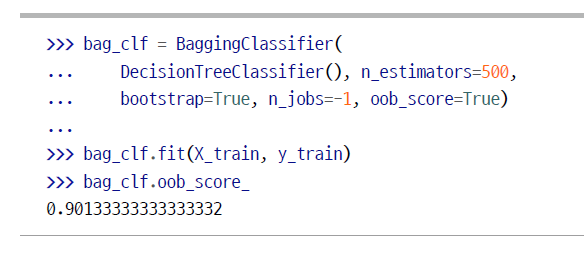 >>> bag_clf = BaggingClassifier(
...     DecisionTreeClassifier(), n_estimators=500,
...     bootstrap=True, n_jobs=-1, oob_score=True)
...
>>> bag_clf.fit(X_train, y_train)
>>> bag_clf.oob_score_
0.90133333333333332